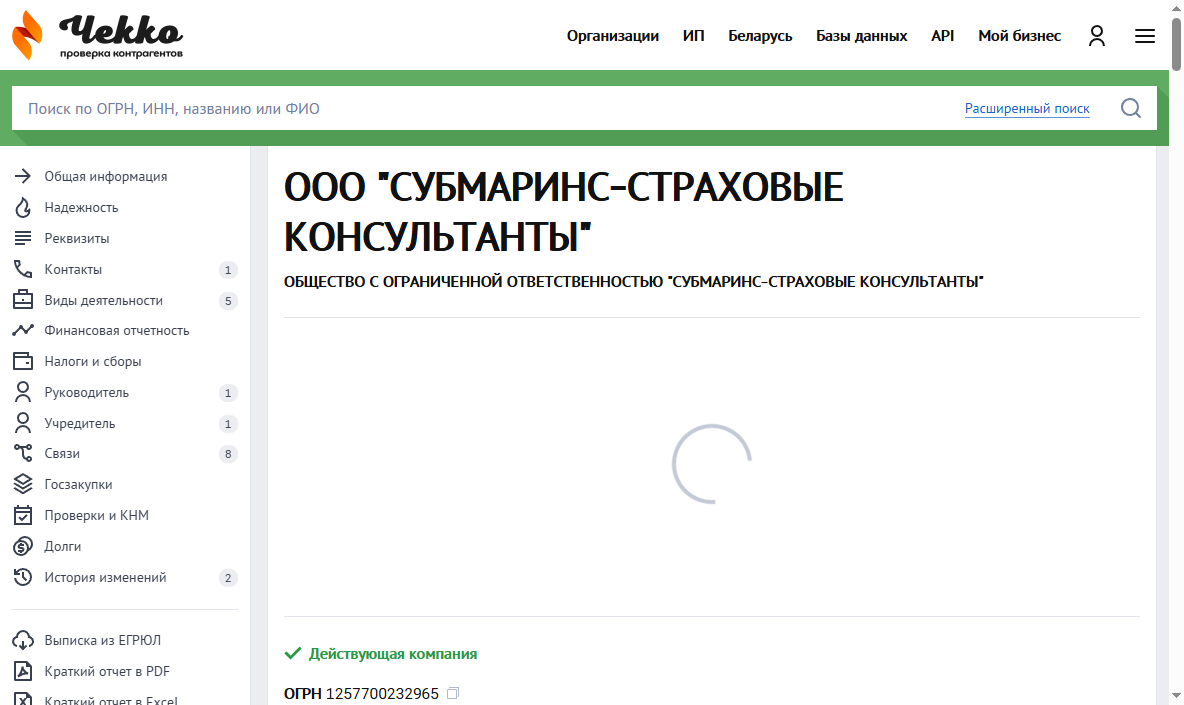 Чекко
проверка контрагентов
Организации ИП Беларусь Базы данных API Мой бизнес
Поиск по ОГРН, ИНН, названию или ФИО Расширенный поиск
Общая информация
Надежность
Реквизиты
Контакты 1
Виды деятельности 5
Финансовая отчетность
Налоги и сборы
Руководитель 1
Учредитель 1
Связи 8
Госзакупки
Проверки и КНМ
Долги
История изменений 2
Выписка из ЕГРЮЛ
Краткий отчет в PDF
Краткий отчет в Excel
ООО "СУБМАРИНС-СТРАХОВЫЕ
КОНСУЛЬТАНТЫ"
ОБЩЕСТВО С ОГРАНИЧЕННОЙ ОТВЕТСТВЕННОСТЬЮ "СУБМАРИНС-СТРАХОВЫЕ КОНСУЛЬТАНТЫ"
Действующая компания
ОГРН 1257700232965